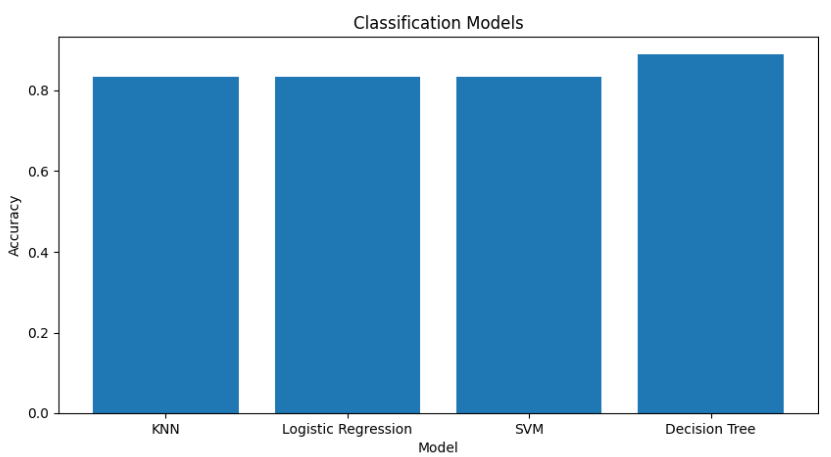 Classification Models
Accuracy
0.8
0.6
0.4
0.2
0.0
KNN Logistic Regression SVM Decision Tree
Model